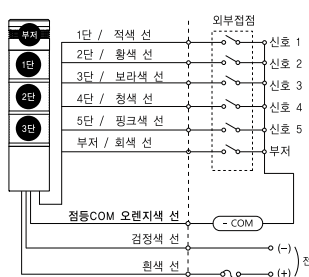 외부접점
부저
1단
2단
3단
1단 / 적색 선
신호 1
2단 / 황색 선
신호 2
3단 / 보라색 선
신호 3
4단 / 청색 선
신호 4
5단 / 핑크색 선
신호 5
부저 / 회색 선
부저
점등COM 오렌지색 선
- COM
검정색 선
(-)
흰색 선
(+)